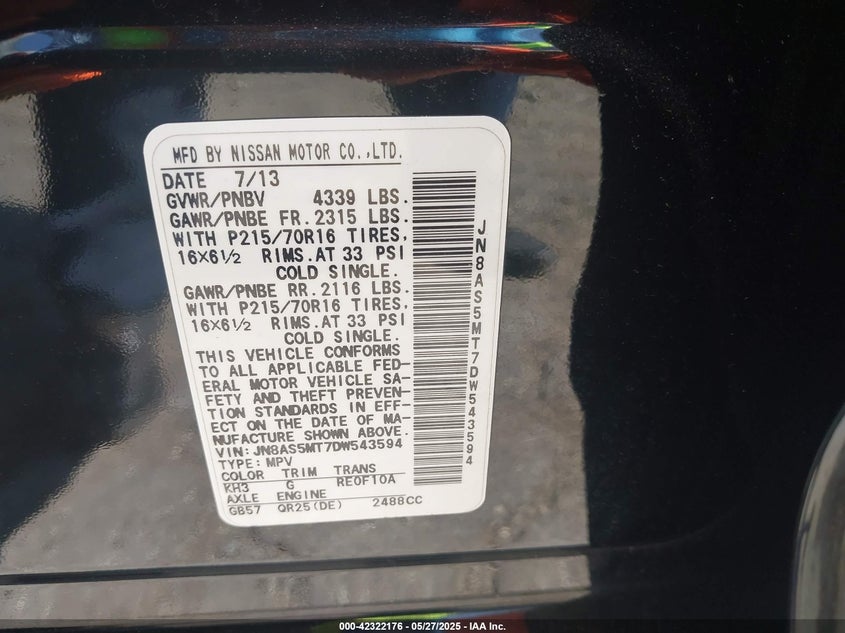 MFD BY NISSAN MOTOR CO.,LTD.
DATE 7/13
GVWR/PNBV 4339 LBS.
GAWR/PNBE FR.2315 LBS.
WITH P215/70R16 TIRES,
16X6½ RIMS.AT 33 PSI
COLD SINGLE.
GAWR/PNBE RR.2116 LBS.
WITH P215/70R16 TIRES,
16X6½ RIMS.AT 33 PSI
COLD SINGLE.
THIS VEHICLE CONFORMS
TO ALL APPLICABLE FED-
ERAL MOTOR VEHICLE SA-
FETY AND THEFT PREVEN-
TION STANDARDS IN EFF-
ECT ON THE DATE OF MA-
NUFACTURE SHOWN ABOVE.
VIN: JN8AS5MT7DW543594
TYPE: MPV
COLOR TRIM TRANS
KH3 G RE0F10A
AXLE ENGINE
GB57 QR25(DE) 2488CC
JN8AS5MT7DW543594
000-42322176 - 05/27/2025 - IAA Inc.